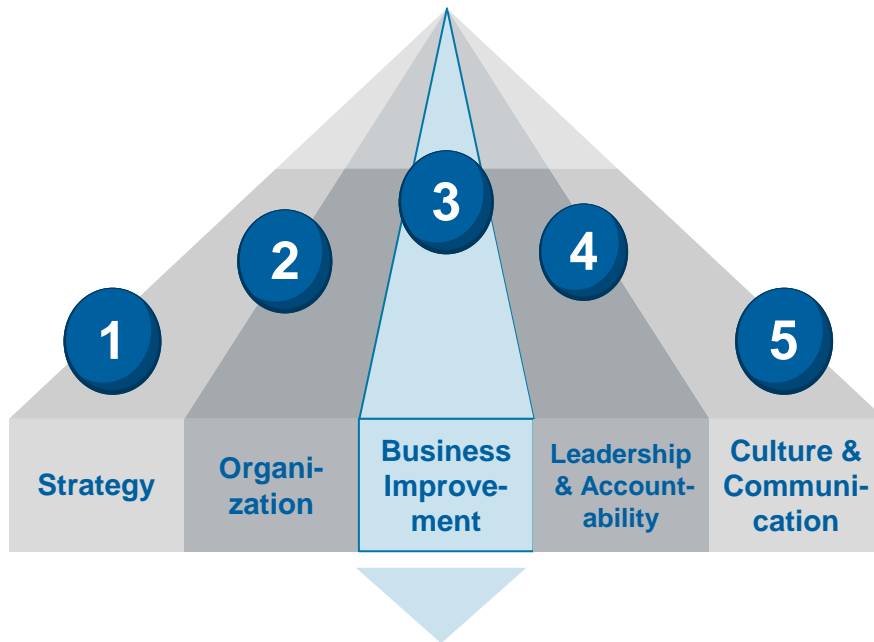 1
2
3
4
5
Strategy
Organi-
zation
Business
Improve-
ment
Leadership
& Account-
ability
Culture &
Communi-
cation